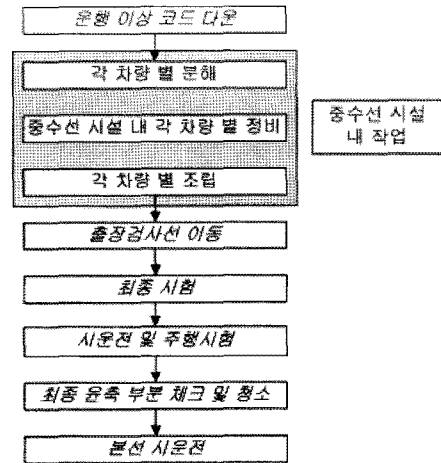 운행 이상 코드 다운
각 차량 별 분해
중수선 시설 내 각 차량 별 정비
각 차량 별 조립
중수선 시설
내 작업
출장검사선 이동
최종 시험
시운전 및 주행시험
최종 윤축 부분 체크 및 청소
본선 시운전